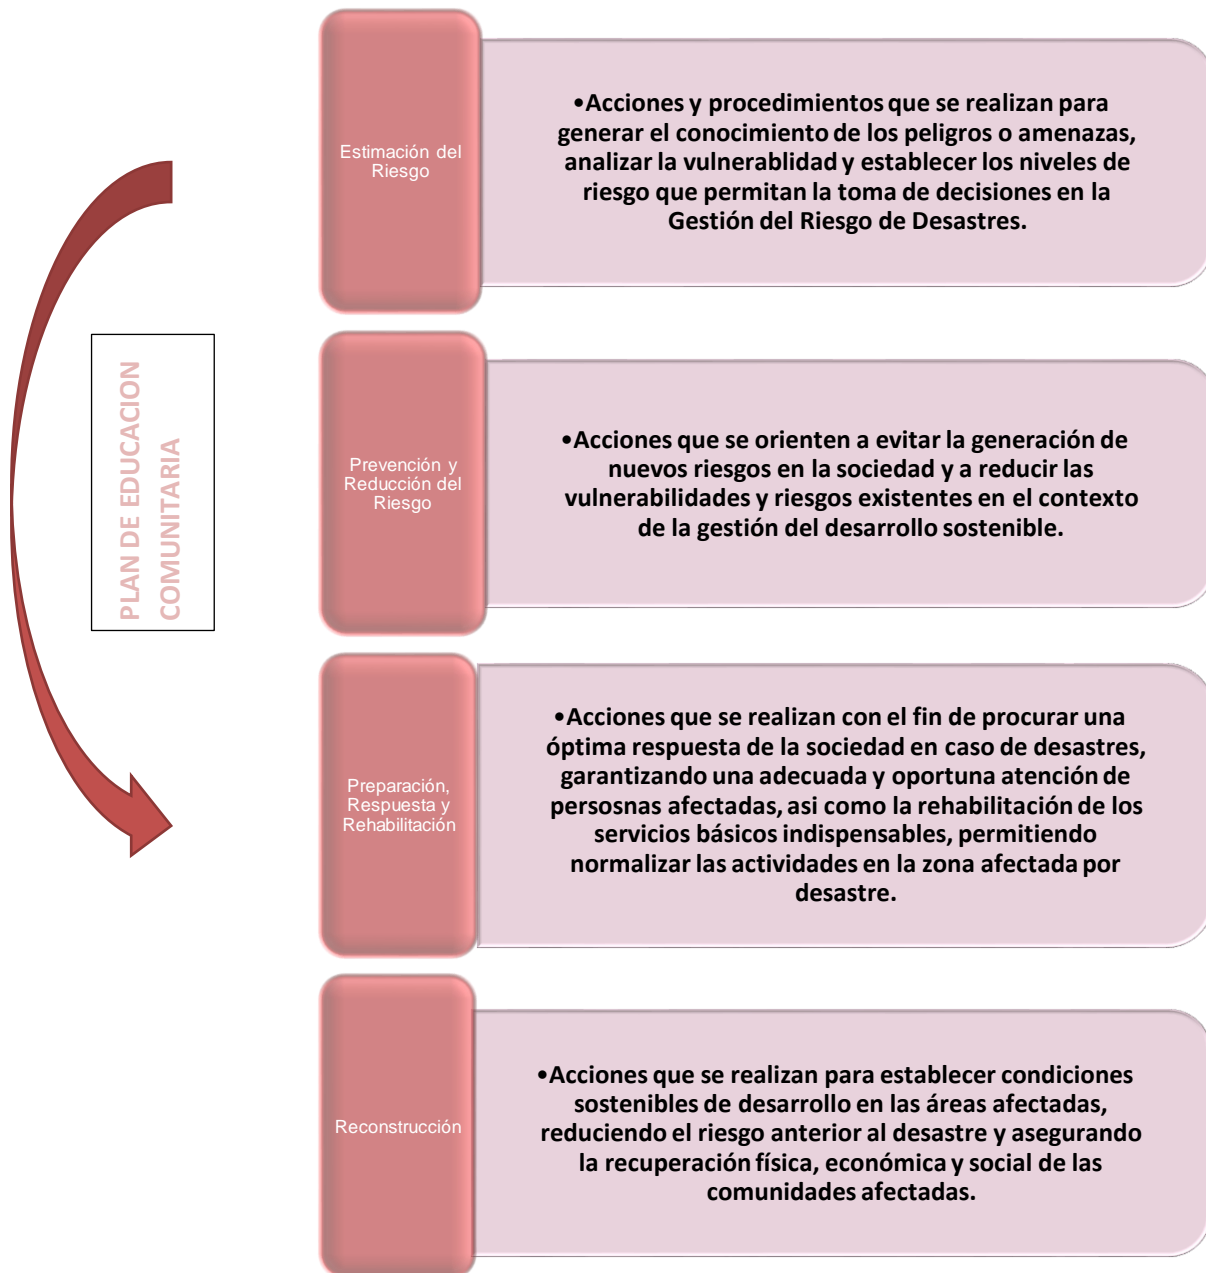 Estimación del
Riesgo
•Acciones y procedimientos que se realizan para
generar el conocimiento de los peligros o amenazas,
analizar la vulnerablidad y establecer los niveles de
riesgo que permitan la toma de decisiones en la
Gestión del Riesgo de Desastres.
PLAN DE EDUCACION
COMUNITARIA
Prevención y
Reducción del
Riesgo
•Acciones que se orienten a evitar la generación de
nuevos riesgos en la sociedad y a reducir las
vulnerabilidades y riesgos existentes en el contexto
de la gestión del desarrollo sostenible.
Preparación,
Respuesta y
Rehabilitación
•Acciones que se realizan con el fin de procurar una
óptima respuesta de la sociedad en caso de desastres,
garantizando una adecuada y oportuna atención de
persosnas afectadas, asi como la rehabilitación de los
servicios básicos indispensables, permitiendo
normalizar las actividades en la zona afectada por
desastre.
Reconstrucción
•Acciones que se realizan para establecer condiciones
sostenibles de desarrollo en las áreas afectadas,
reduciendo el riesgo anterior al desastre y asegurando
la recuperación física, económica y social de las
comunidades afectadas.